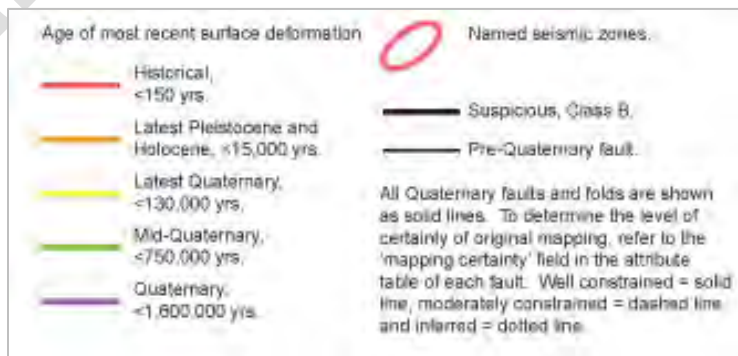 Age of most recent surface deformation
Historical,
<150 yrs.
Latest Pleistocene and
Holocene, <15,000 yrs.
Latest Quaternary,
<130,000 yrs.
Mid-Quaternary,
<750,000 yrs.
Quaternary,
<1,600,000 yrs.
Named seismic zones.
Suspicious, Class B.
Pre-Quaternary fault.
All Quaternary faults and folds are shown
as solid lines. To determine the level of
certainly of original mapping, refer to the
'mapping certainty' field in the attribute
table of each fault. Well constrained = solid
line, moderately constrained = dashed line
and inferred = dotted line.